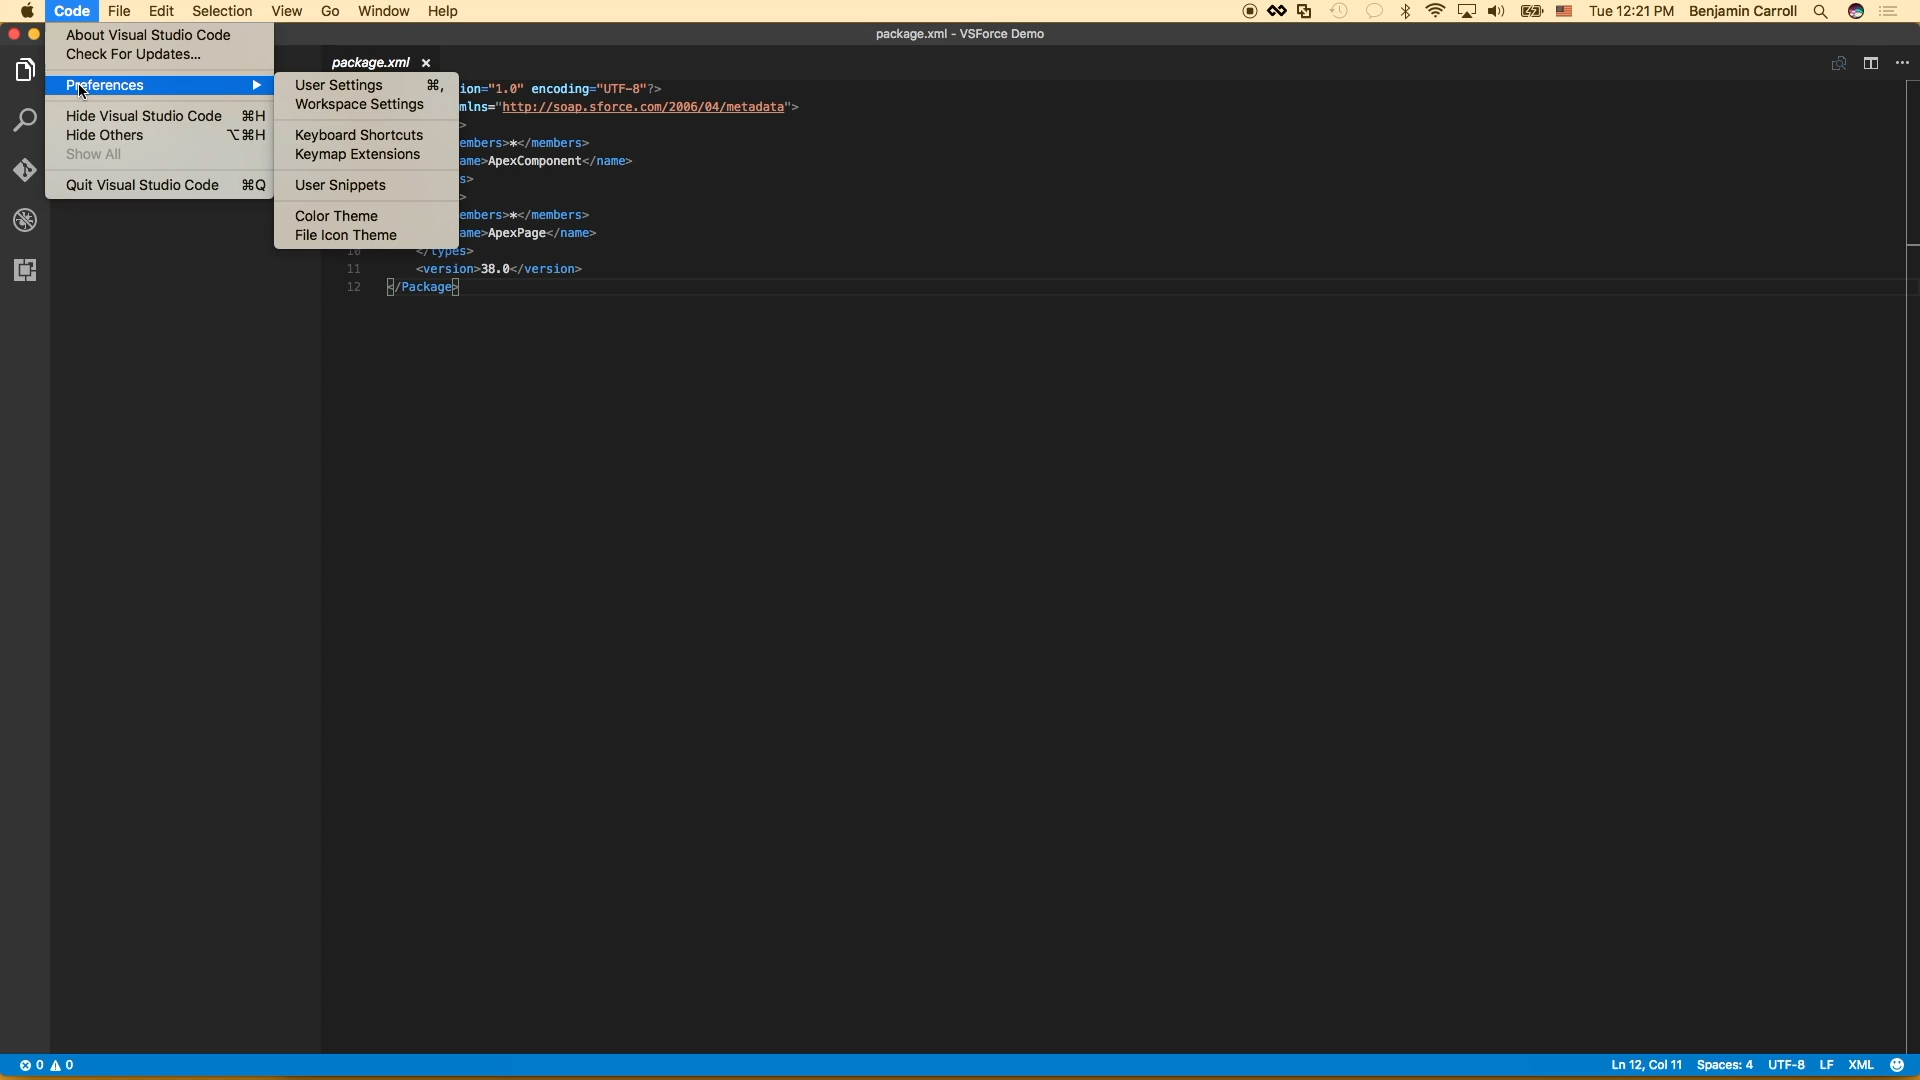 Code File Edit Selection View Go Window Help
Tue 12:21 PM Benjamin Carroll
package.xml - VSForce Demo
About Visual Studio Code
Check For Updates...
Preferences
Hide Visual Studio Code ⌘H
Hide Others ⌥⌘H
Show All
Quit Visual Studio Code ⌘Q
User Settings ⌘,
Workspace Settings
Keyboard Shortcuts
Keymap Extensions
User Snippets
Color Theme
File Icon Theme
package.xml ×
ion="1.0" encoding="UTF-8"?>
mlns="http://soap.sforce.com/2006/04/metadata">
>
embers>*</members>
ame>ApexComponent</name>
s>
>
embers>*</members>
ame>ApexPage</name>
10 </types>
11 <version>38.0</version>
12 </Package>
0 0
Ln 12, Col 11 Spaces: 4 UTF-8 LF XML